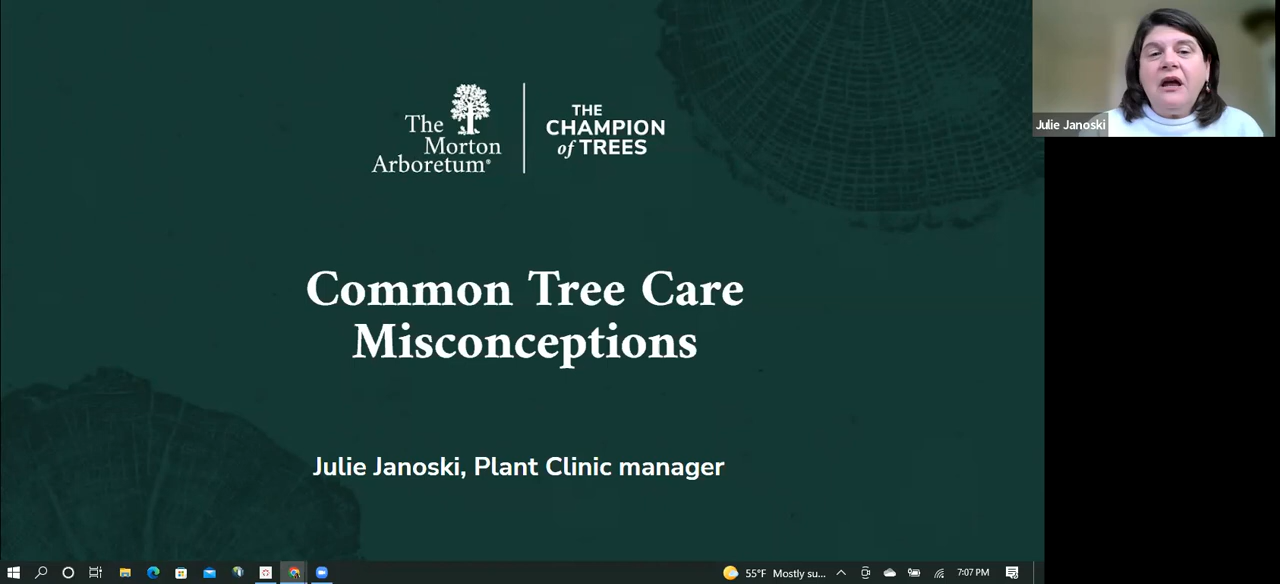 The
Morton
Arboretum®
THE
CHAMPION
of TREES
Julie Janoski
Common Tree Care
Misconceptions
Julie Janoski, Plant Clinic manager
55°F Mostly su...
7:07 PM